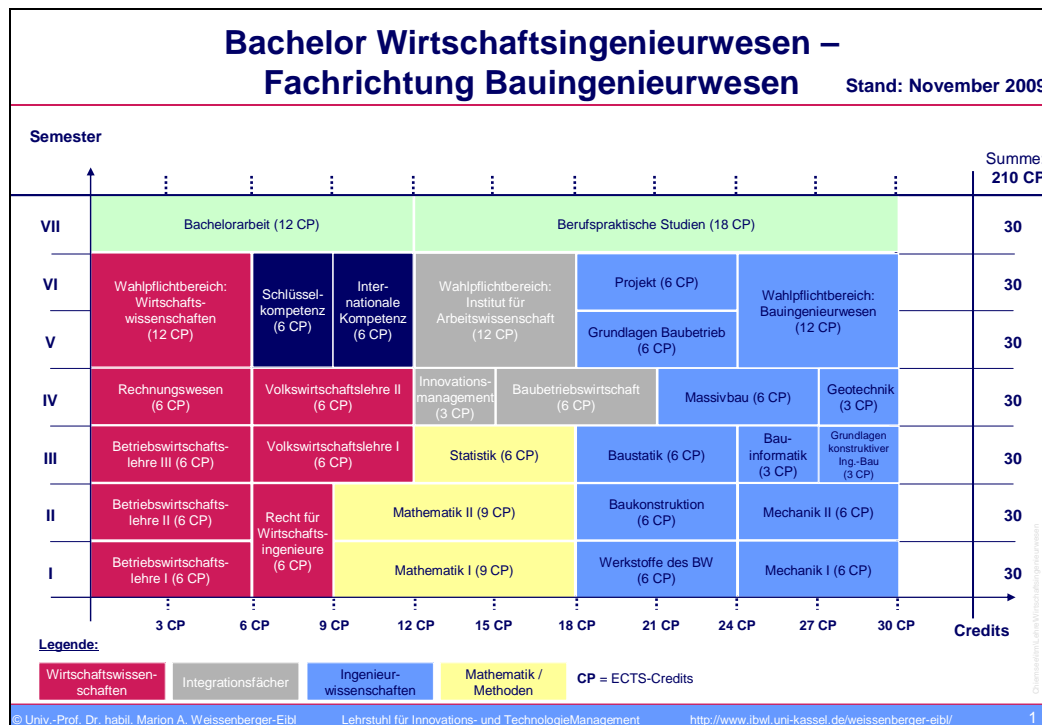 Bachelor Wirtschaftsingenieurwesen –
Fachrichtung Bauingenieurwesen
Stand: November 2009
Semester
Summe:
210 CP
VII
Bachelorarbeit (12 CP)
Berufspraktische Studien (18 CP)
30
VI
Wahlpflichtbereich:
Wirtschafts-
wissenschaften
(12 CP)
Schlüssel-
kompetenz
(6 CP)
Inter-
nationale
Kompetenz
(6 CP)
Wahlpflichtbereich:
Institut für
Arbeitswissenschaft
(12 CP)
Projekt (6 CP)
Wahlpflichtbereich:
Bauingenieurwesen
(12 CP)
30
V
Grundlagen Baubetrieb
(6 CP)
30
IV
Rechnungswesen
(6 CP)
Volkswirtschaftslehre II
(6 CP)
Innovations-
management
(3 CP)
Baubetriebswirtschaft
(6 CP)
Massivbau (6 CP)
Geotechnik
(3 CP)
30
III
Betriebswirtschafts-
lehre III (6 CP)
Volkswirtschaftslehre I
(6 CP)
Statistik (6 CP)
Baustatik (6 CP)
Bau-
informatik
(3 CP)
Grundlagen
konstruktiver
Ing.-Bau
(3 CP)
30
II
Betriebswirtschafts-
lehre II (6 CP)
Recht für
Wirtschafts-
ingenieure
(6 CP)
Mathematik II (9 CP)
Baukonstruktion
(6 CP)
Mechanik II (6 CP)
30
I
Betriebswirtschafts-
lehre I (6 CP)
Mathematik I (9 CP)
Werkstoffe des BW
(6 CP)
Mechanik I (6 CP)
30
3 CP 6 CP 9 CP 12 CP 15 CP 18 CP 21 CP 24 CP 27 CP 30 CP Credits
Legende:
Wirtschaftswissen-
schaften
Integrationsfächer
Ingenieur-
wissenschaften
Mathematik /
Methoden
CP = ECTS-Credits
© Univ.-Prof. Dr. habil. Marion A. Weissenberger-Eibl Lehrstuhl für Innovations- und TechnologieManagement http://www.ibwl.uni-kassel.de/weissenberger-eibl/ 1